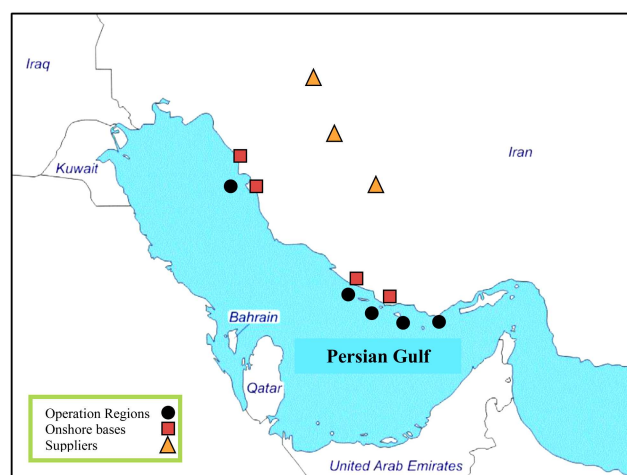 Iraq
Iran
Kuwait
Bahrain
Persian Gulf
Qatar
Operation Regions
Onshore bases
Suppliers
United Arab Emirates